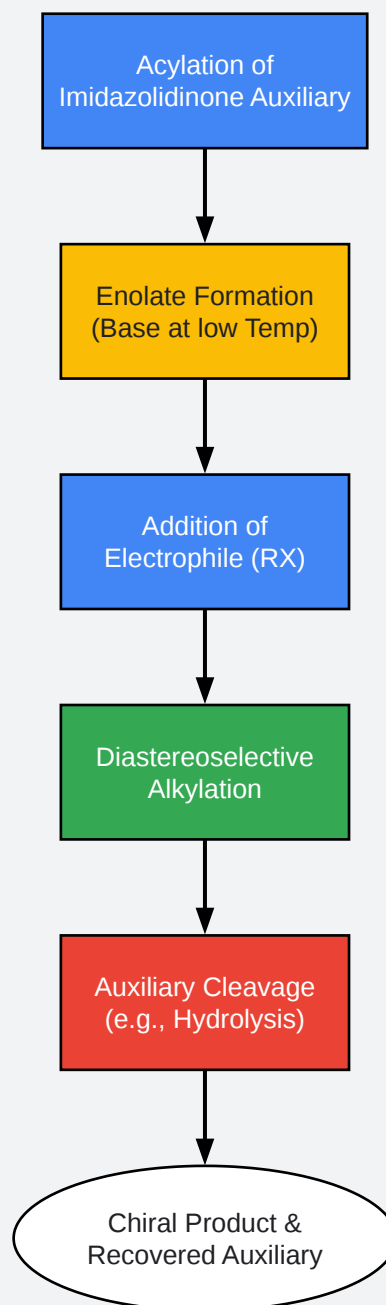 Acylation of
Imidazolidinone Auxiliary
Enolate Formation
(Base at low Temp)
Addition of
Electrophile (RX)
Diastereoselective
Alkylation
Auxiliary Cleavage
(e.g., Hydrolysis)
Chiral Product &
Recovered Auxiliary